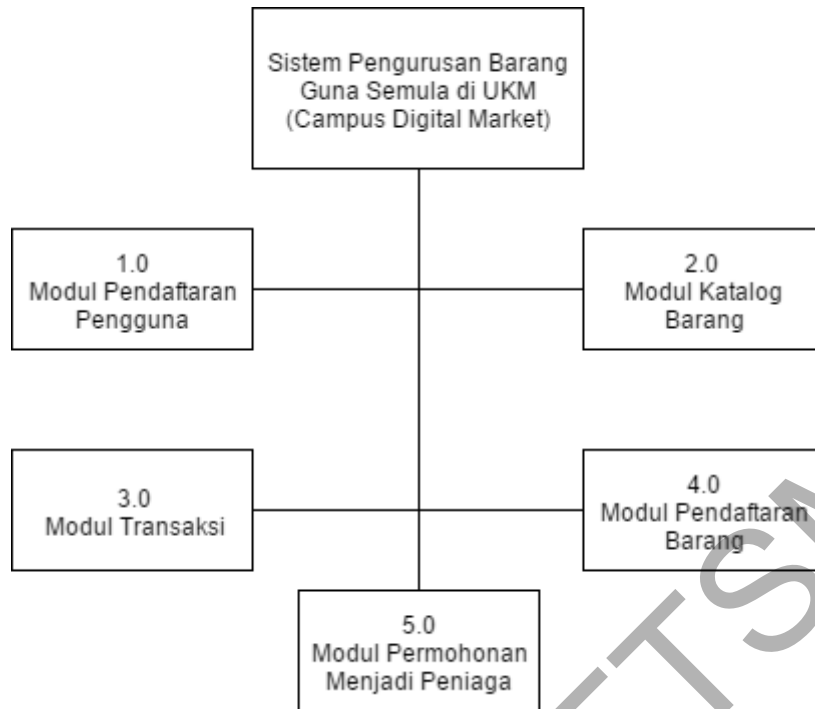 Sistem Pengurusan Barang
Guna Semula di UKM
(Campus Digital Market)
1.0
Modul Pendaftaran
Pengguna
2.0
Modul Katalog
Barang
3.0
Modul Transaksi
4.0
Modul Pendaftaran
Barang
5.0
Modul Permohonan
Menjadi Peniaga